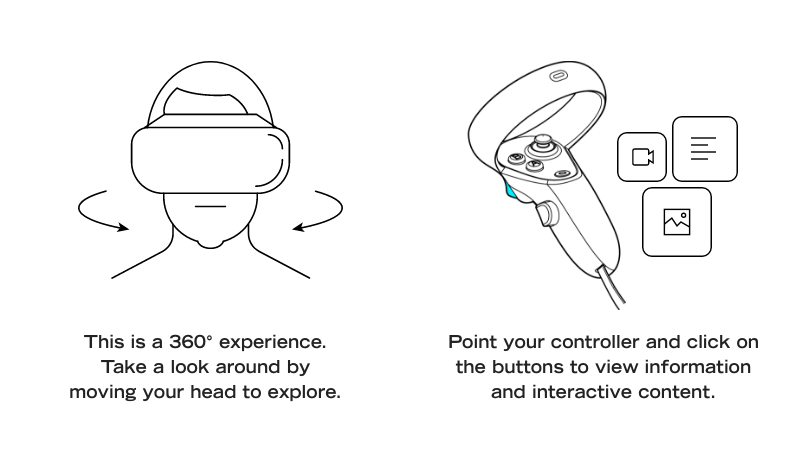 This is a 360° experience.
Take a look around by
moving your head to explore.
Point your controller and click on
the buttons to view information
and interactive content.